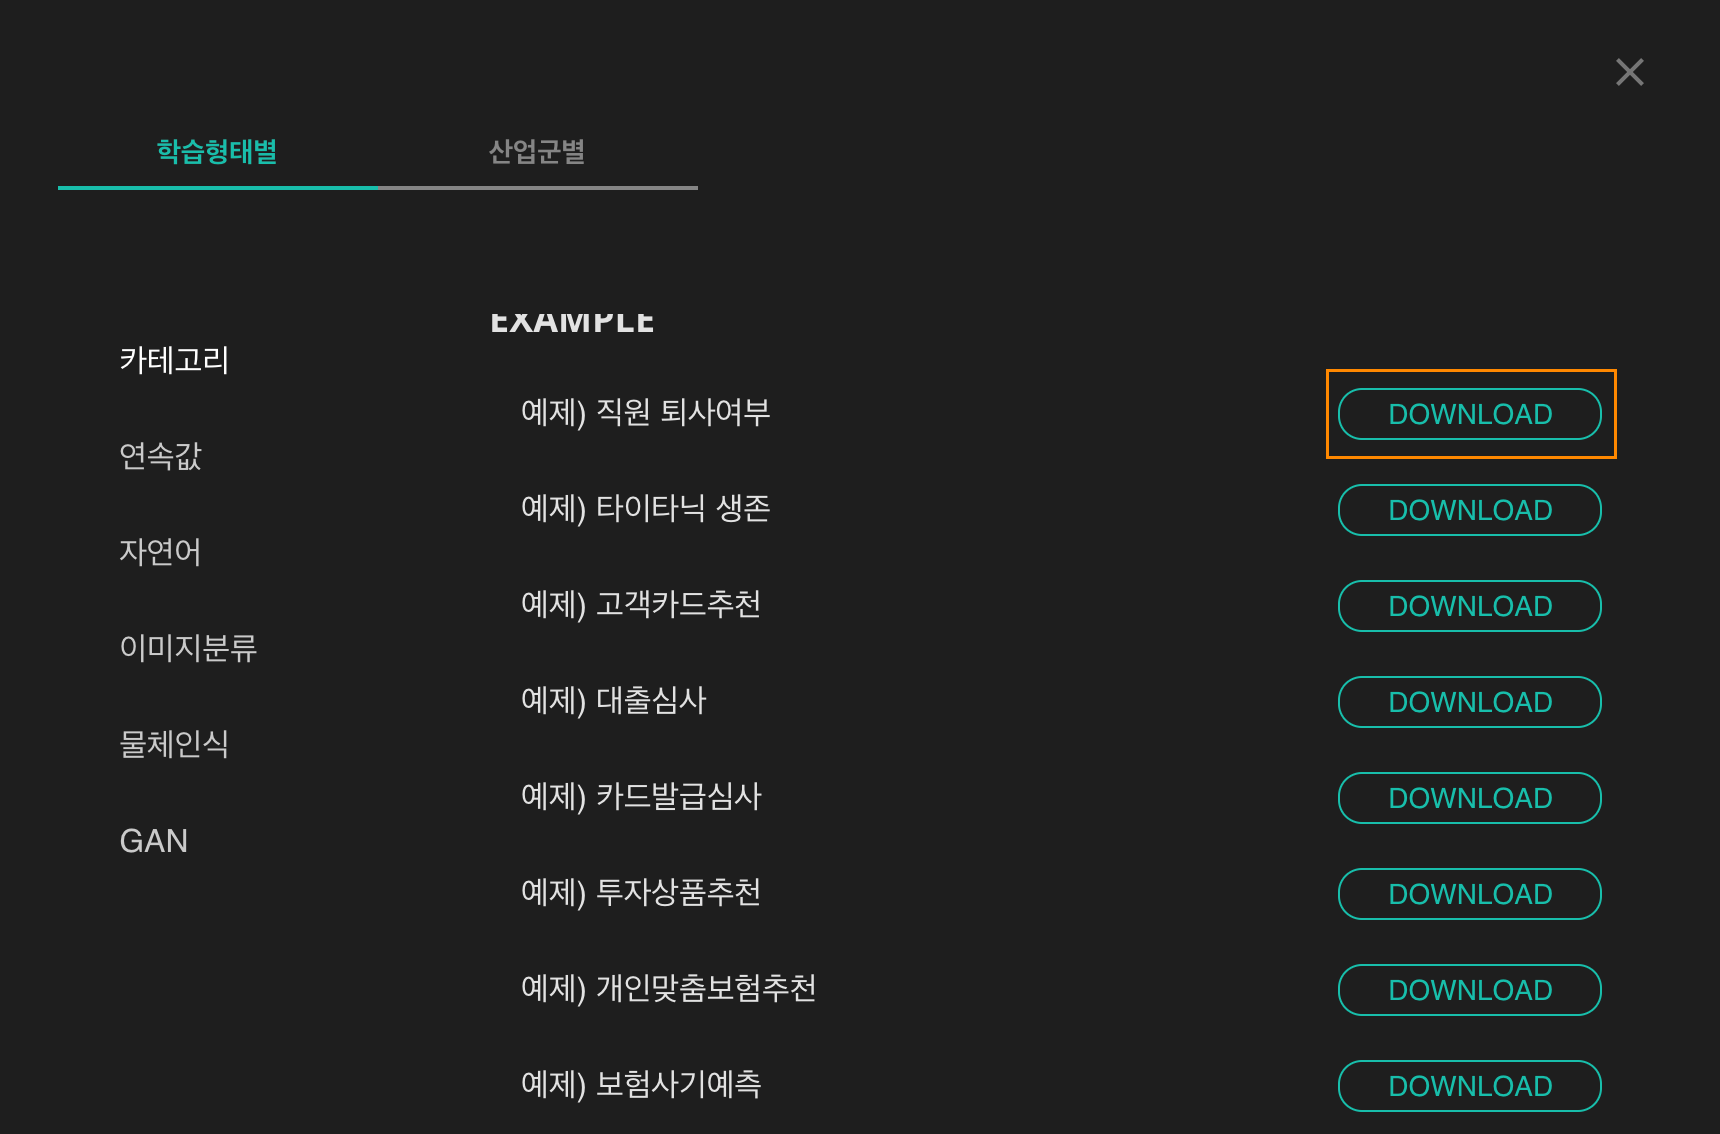 학습형태별
산업군별
카테고리
연속값
자연어
이미지분류
물체인식
GAN
EXAMPLE
예제) 직원 퇴사여부 DOWNLOAD
예제) 타이타닉 생존 DOWNLOAD
예제) 고객카드추천 DOWNLOAD
예제) 대출심사 DOWNLOAD
예제) 카드발급심사 DOWNLOAD
예제) 투자상품추천 DOWNLOAD
예제) 개인맞춤보험추천 DOWNLOAD
예제) 보험사기예측 DOWNLOAD